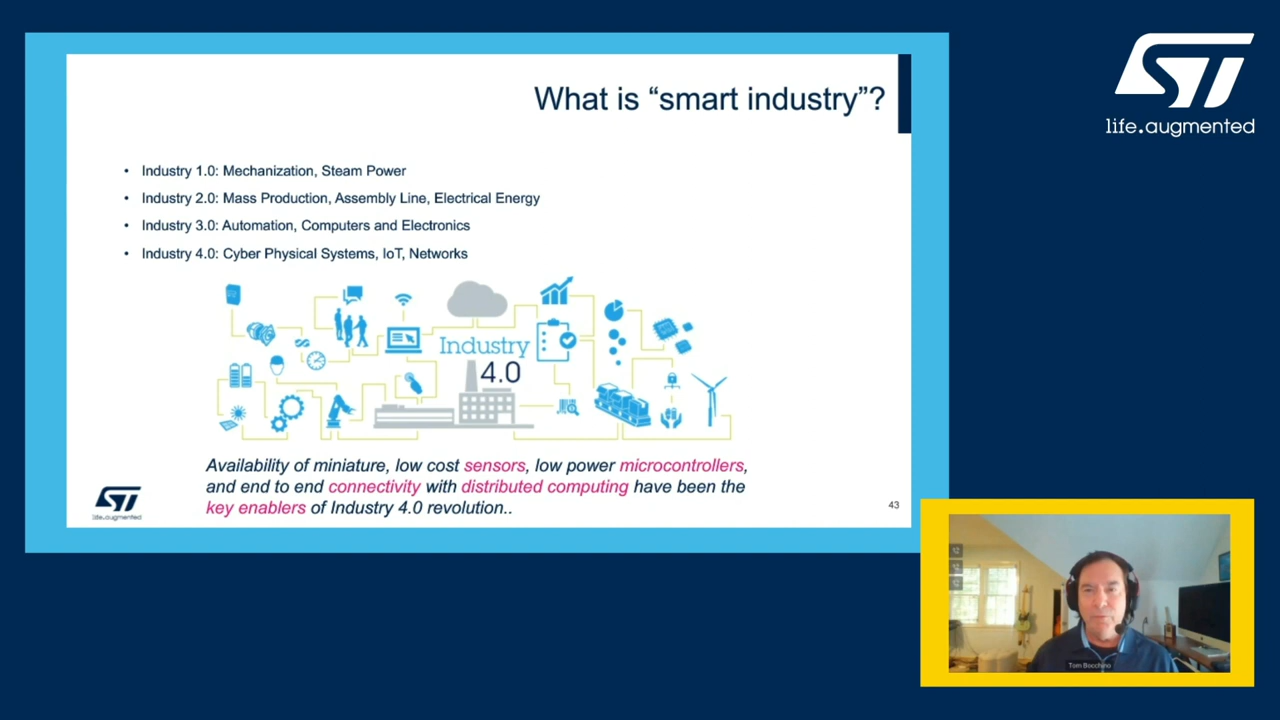 What is “smart industry”?
• Industry 1.0: Mechanization, Steam Power
• Industry 2.0: Mass Production, Assembly Line, Electrical Energy
• Industry 3.0: Automation, Computers and Electronics
• Industry 4.0: Cyber Physical Systems, IoT, Networks
Industry
4.0
Availability of miniature, low cost sensors, low power microcontrollers,
and end to end connectivity with distributed computing have been the
key enablers of Industry 4.0 revolution..
ST
life.augmented
43
ST
life.augmented
Tom Bocchino